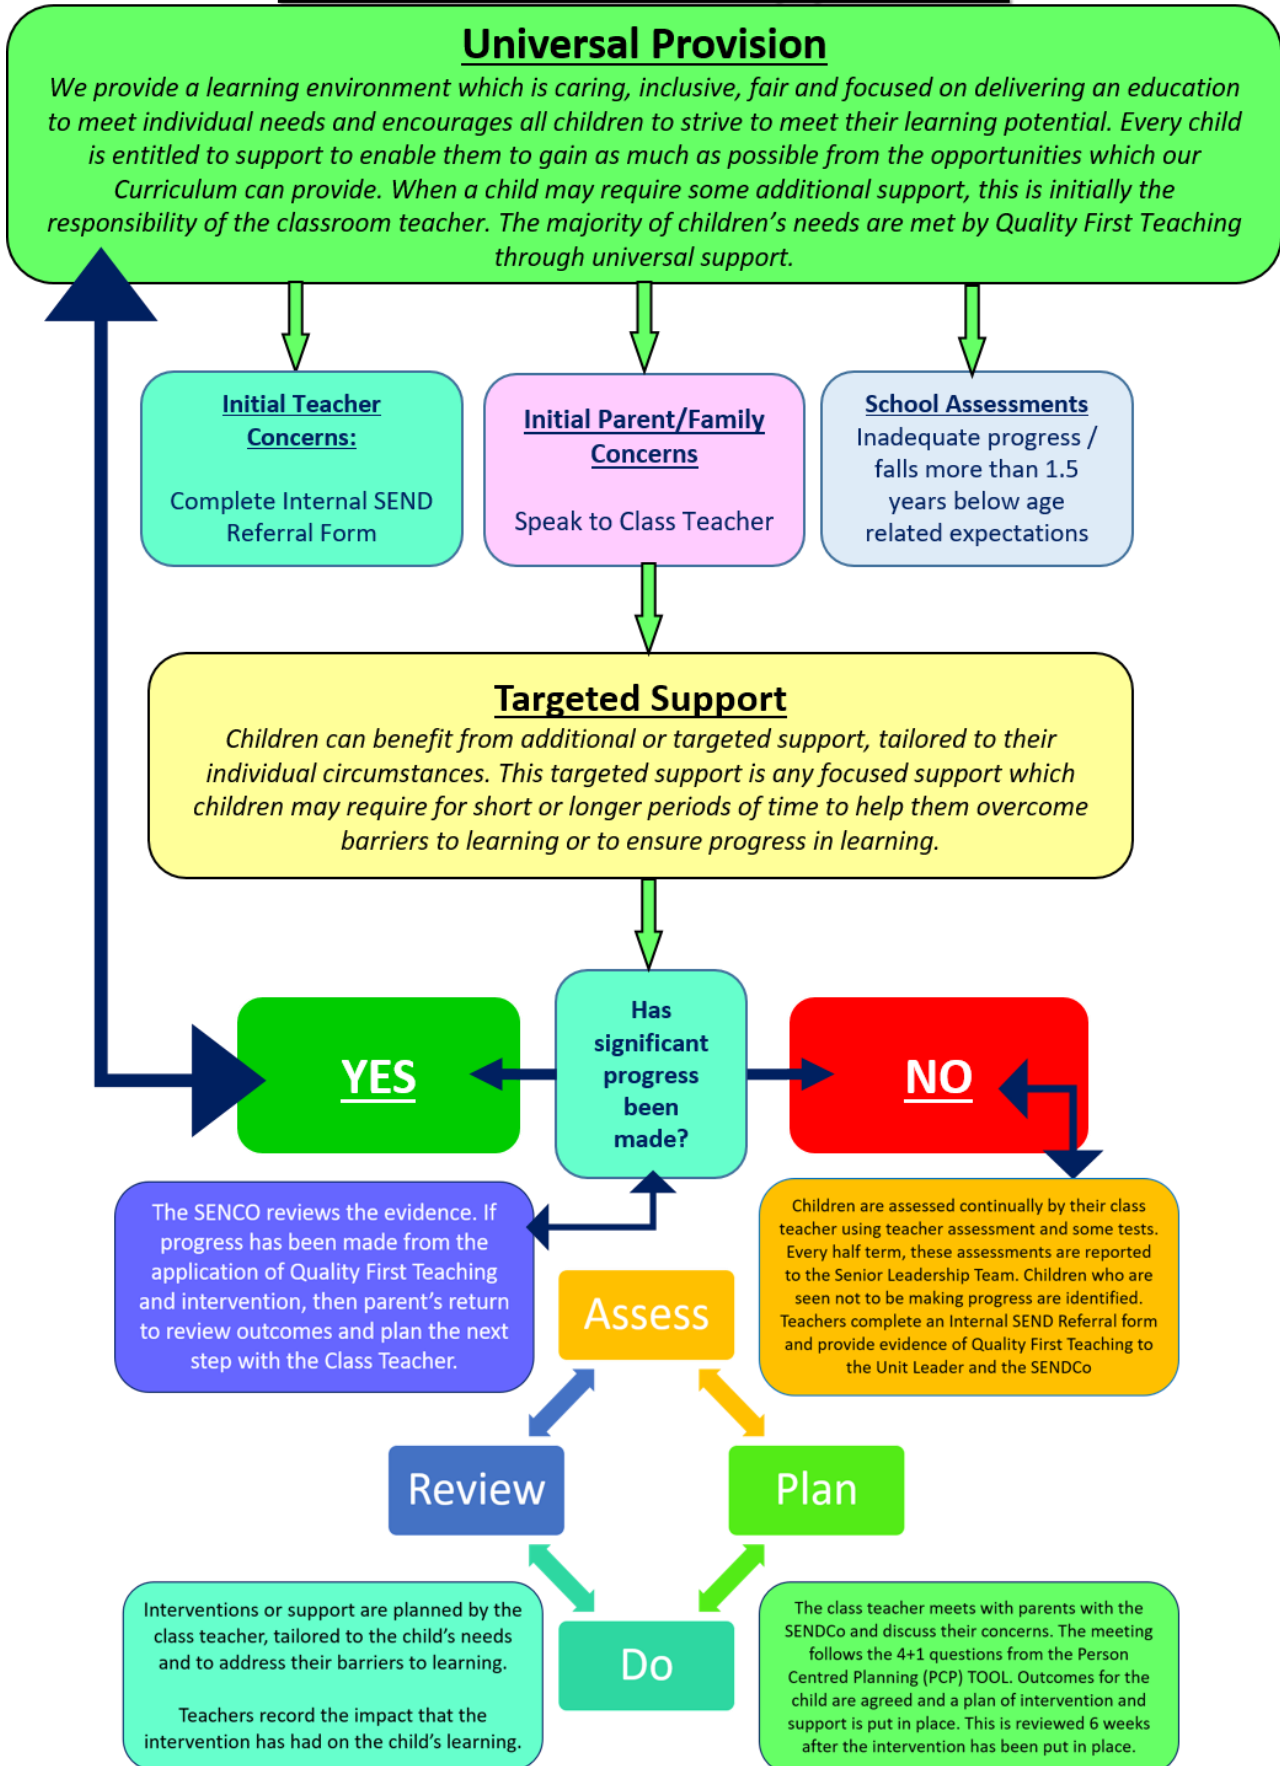 Universal Provision
We provide a learning environment which is caring, inclusive, fair and focused on delivering an education
to meet individual needs and encourages all children to strive to meet their learning potential. Every child
is entitled to support to enable them to gain as much as possible from the opportunities which our
Curriculum can provide. When a child may require some additional support, this is initially the
responsibility of the classroom teacher. The majority of children’s needs are met by Quality First Teaching
through universal support.
Initial Teacher
Concerns:
Complete Internal SEND
Referral Form
Initial Parent/Family
Concerns
Speak to Class Teacher
School Assessments
Inadequate progress /
falls more than 1.5
years below age
related expectations
Targeted Support
Children can benefit from additional or targeted support, tailored to their
individual circumstances. This targeted support is any focused support which
children may require for short or longer periods of time to help them overcome
barriers to learning or to ensure progress in learning.
Has
significant
progress
been
made?
YES
NO
The SENCO reviews the evidence. If
progress has been made from the
application of Quality First Teaching
and intervention, then parent’s return
to review outcomes and plan the next
step with the Class Teacher.
Children are assessed continually by their class
teacher using teacher assessment and some tests.
Every half term, these assessments are reported
to the Senior Leadership Team. Children who are
seen not to be making progress are identified.
Teachers complete an Internal SEND Referral form
and provide evidence of Quality First Teaching to
the Unit Leader and the SENDCo
Assess
Review
Plan
Do
Interventions or support are planned by the
class teacher, tailored to the child’s needs
and to address their barriers to learning.
Teachers record the impact that the
intervention has had on the child’s learning.
The class teacher meets with parents with the
SENDCo and discuss their concerns. The meeting
follows the 4+1 questions from the Person
Centred Planning (PCP) TOOL. Outcomes for the
child are agreed and a plan of intervention and
support is put in place. This is reviewed 6 weeks
after the intervention has been put in place.